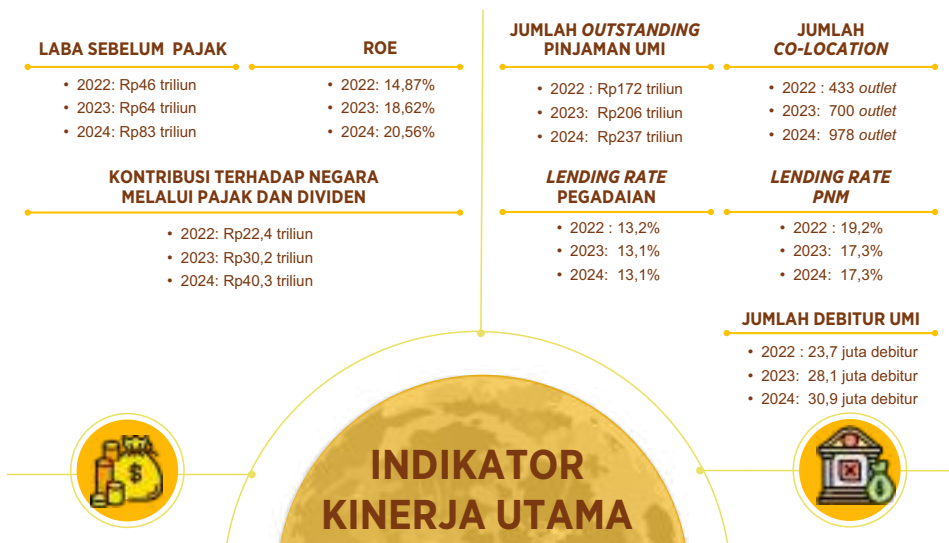 LABA SEBELUM PAJAK
• 2022: Rp46 triliun
• 2023: Rp64 triliun
• 2024: Rp83 triliun
ROE
• 2022: 14,87%
• 2023: 18,62%
• 2024: 20,56%
KONTRIBUSI TERHADAP NEGARA
MELALUI PAJAK DAN DIVIDEN
• 2022: Rp22,4 triliun
• 2023: Rp30,2 triliun
• 2024: Rp40,3 triliun
JUMLAH OUTSTANDING
PINJAMAN UMI
• 2022 : Rp172 triliun
• 2023: Rp206 triliun
• 2024: Rp237 triliun
JUMLAH
CO-LOCATION
• 2022 : 433 outlet
• 2023: 700 outlet
• 2024: 978 outlet
LENDING RATE
PEGADAIAN
• 2022 : 13,2%
• 2023: 13,1%
• 2024: 13,1%
LENDING RATE
PNM
• 2022 : 19,2%
• 2023: 17,3%
• 2024: 17,3%
JUMLAH DEBITUR UMI
• 2022 : 23,7 juta debitur
• 2023: 28,1 juta debitur
• 2024: 30,9 juta debitur
INDIKATOR
KINERJA UTAMA